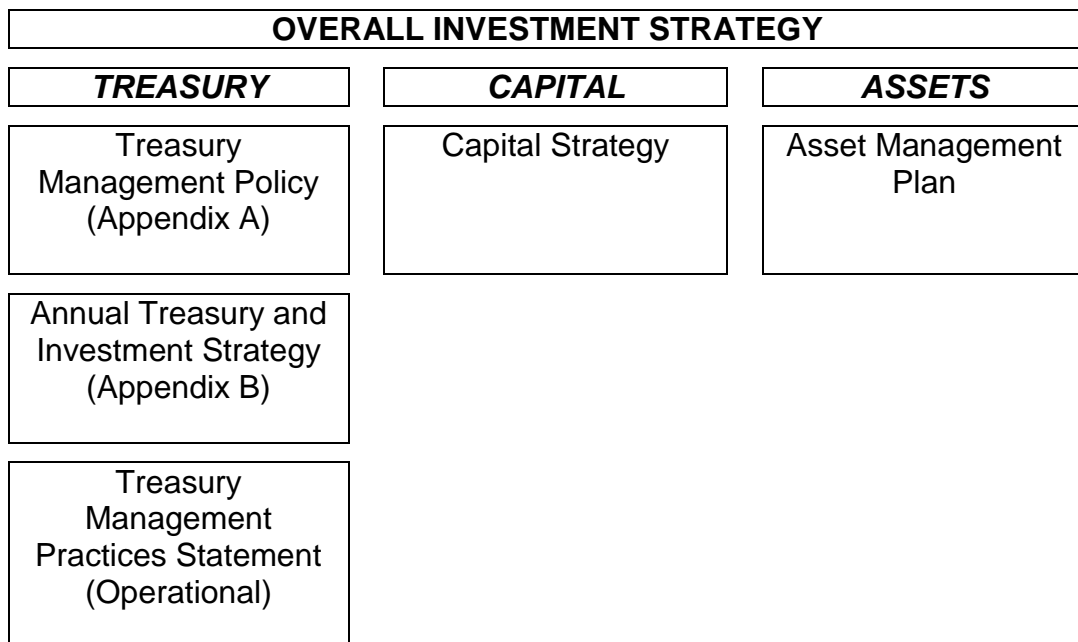 OVERALL INVESTMENT STRATEGY
TREASURY
CAPITAL
ASSETS
Treasury
Management Policy
(Appendix A)
Capital Strategy
Asset Management
Plan
Annual Treasury and
Investment Strategy
(Appendix B)
Treasury
Management
Practices Statement
(Operational)